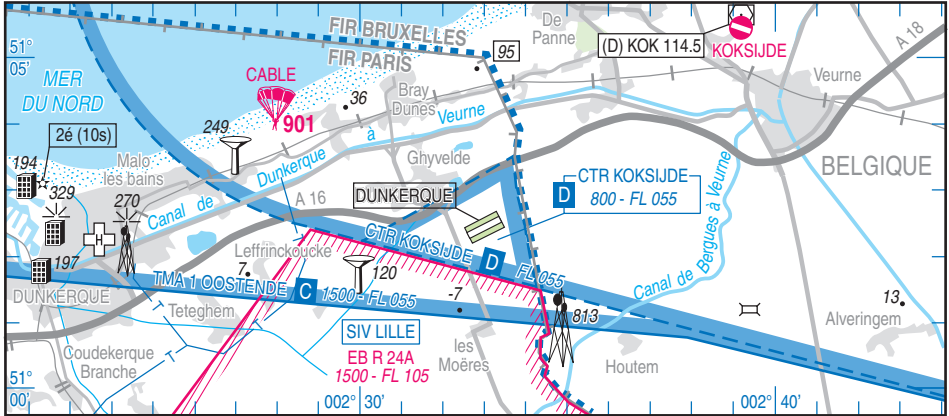 51°
05'
MER
DU NORD
FIR BRUXELLES
FIR PARIS
De
Panne
95
(D) KOK 114.5
KOKSIJDE
A 18
Veurne
CABLE
901
36
Bray
Dunes
249
2é (10s)
Malo
les bains
194
329
270
197
Canal de Dunkerque à Veurne
Ghyvelde
A 16
DUNKERQUE
CTR KOKSIJDE
D
800 - FL 055
BELGIQUE
Canal de Bergues à Veurne
Leffrinckoucke
7
120
CTR KOKSIJDE D FL 055
TMA 1 OOSTENDE C 1500 - FL 055
-7
DUNKERQUE
Teteghem
SIV LILLE
EB R 24A
1500 - FL 105
813
13
Alveringem
Coudekerque
Branche
les
Moëres
Houtem
51°
00'
002° 30'
002° 40'